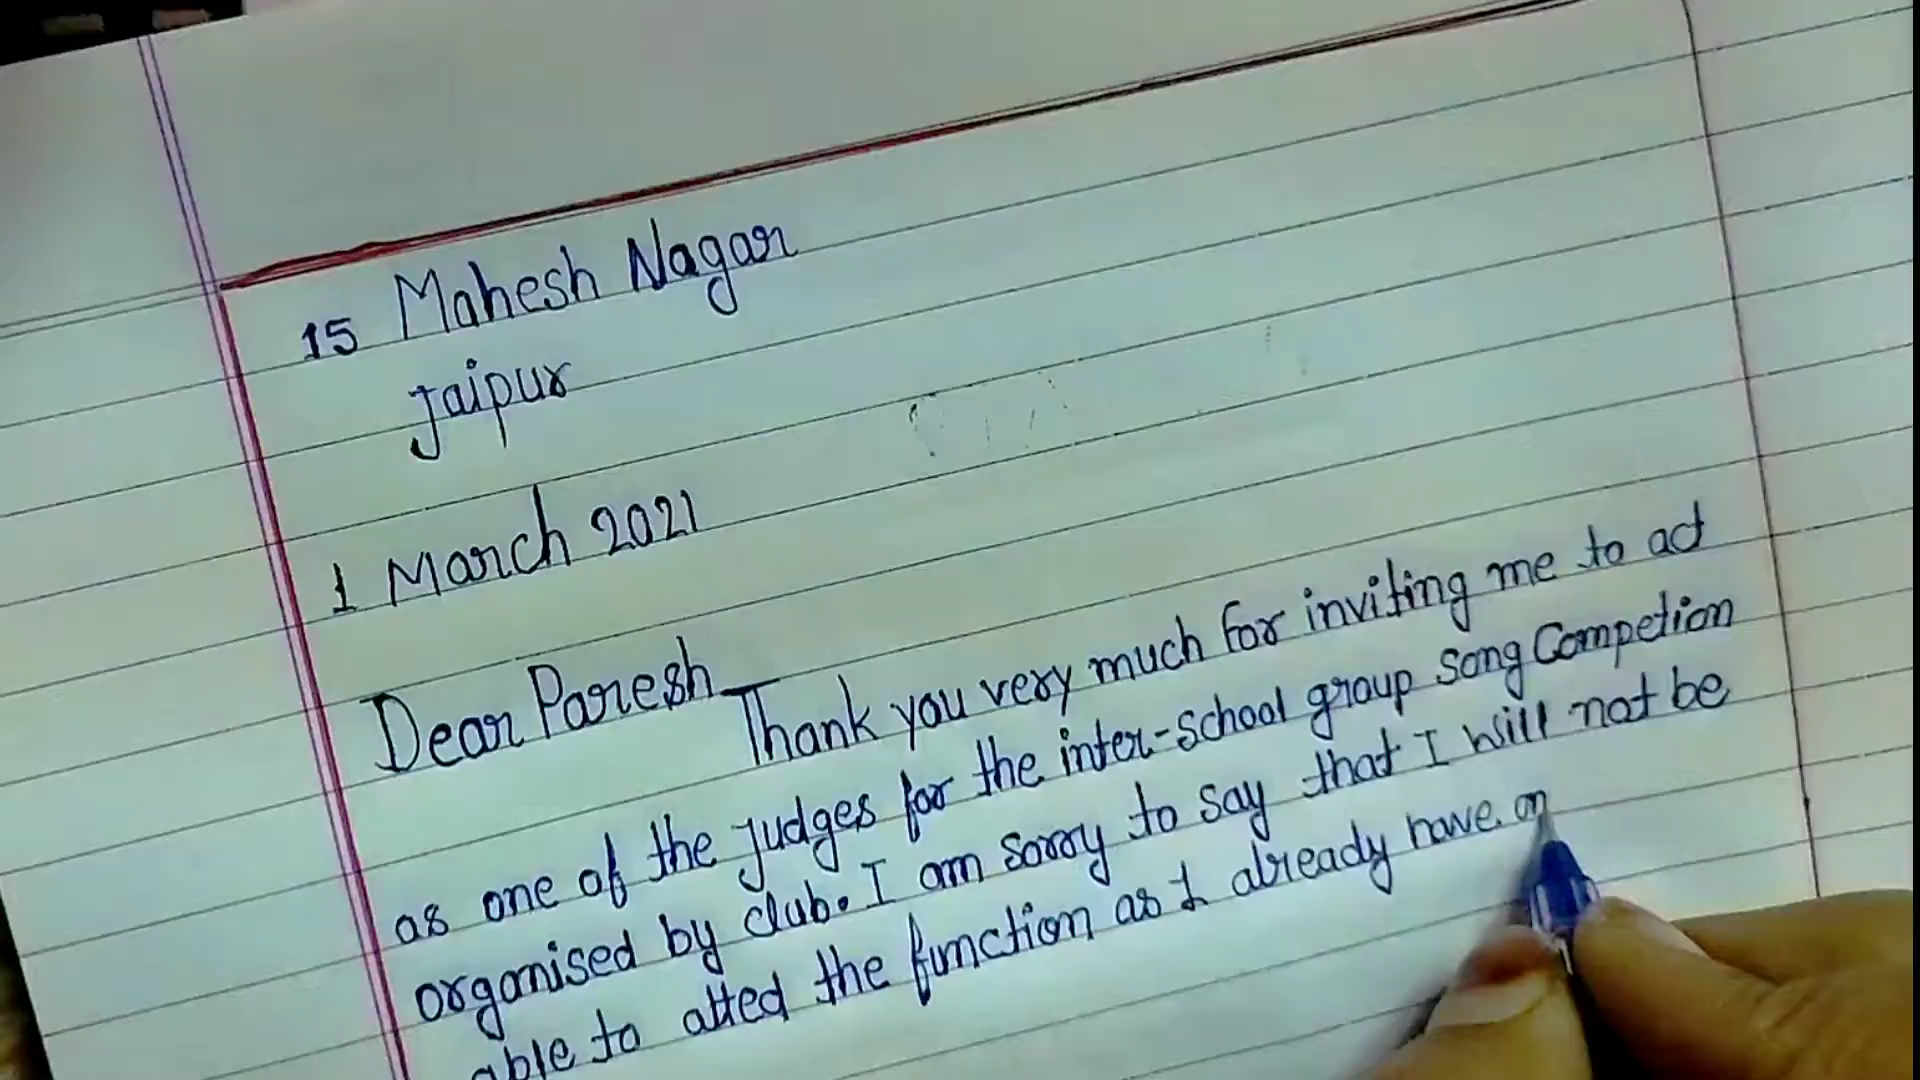 15 Mahesh Nagar
Jaipur
1 March 2021
Dear Paresh
Thank you very much for inviting me to act
as one of the judges for the inter-school group song Competion
organised by club. I am sorry to say that I will not be
able to atted the function as I already have an